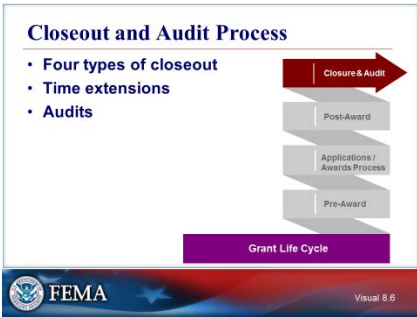 Closeout and Audit Process
• Four types of closeout
• Time extensions
• Audits
Closure & Audit
Post-Award
Applications /
Awards Process
Pre-Award
Grant Life Cycle
FEMA
Visual 8.6